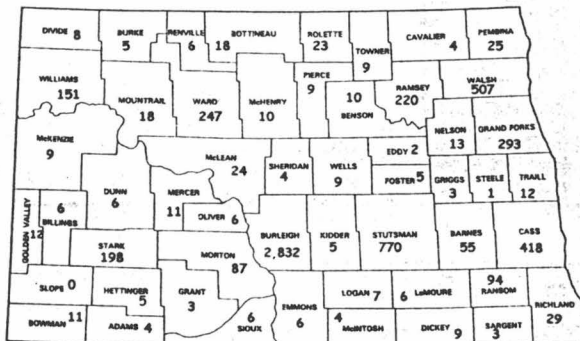 DIVIDE 8
BURKE 5
RENVILLE 6
BOTTINEAU 18
ROLETTE 23
TOWNER 9
CAVALIER 4
PEMBINA 25
WILLIAMS 151
MOUNTRAIL 18
WARD 247
McHENRY 10
PIERCE 9
BENSON 10
RAMSEY 220
WALSH 507
McKENZIE 9
McLEAN 24
SHERIDAN 4
WELLS 9
EDDY 2
FOSTER 5
NELSON 13
GRAND FORKS 293
DUNN 6
MERCER 11
OLIVER 6
GRIGGS 3
STEELE 1
TRAILL 12
GOLDEN VALLEY 12
BILLINGS 6
STARK 198
MORTON 87
BURLEIGH 2,832
KIDDER 5
STUTSMAN 770
BARNES 55
CASS 418
SLOPE 0
HETTINGER 5
GRANT 3
SIOUX 6
EMMONS 6
LOGAN 7
LaMOURE 6
RANSOM 94
RICHLAND 29
BOWMAN 11
ADAMS 4
McINTOSH 4
DICKEY 9
SARGENT 3